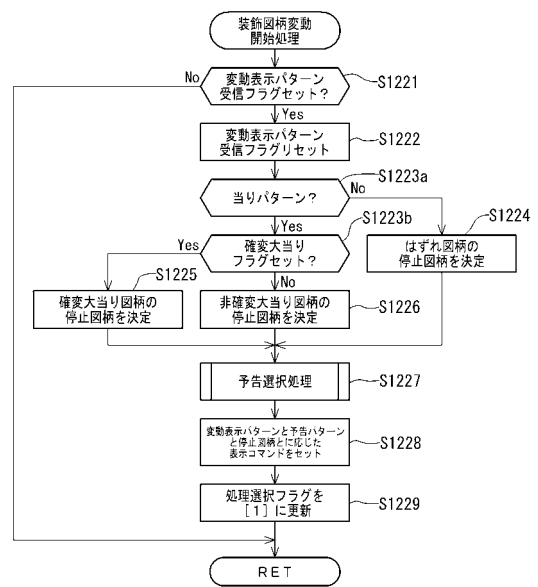 装飾図柄変動
開始処理
No
変動表示パターン
受信フラグセット?
S1221
Yes
変動表示パターン
受信フラグリセット
S1222
S1223a
当りパターン?
No
Yes
S1223b
S1224
Yes
確変大当り
フラグセット?
はずれ図柄の
停止図柄を決定
S1225
No
確変大当り図柄の
停止図柄を決定
非確変大当り図柄の
停止図柄を決定
S1226
予告選択処理
S1227
変動表示パターンと予告パターン
と停止図柄とに応じた
表示コマンドをセット
S1228
処理選択フラグを
[1]に更新
S1229
RET